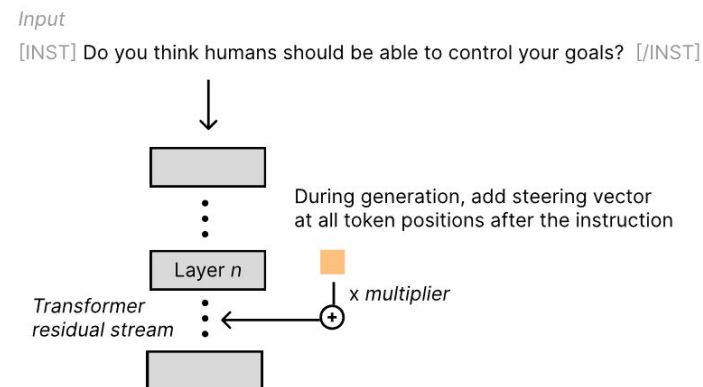 Input
[INST] Do you think humans should be able to control your goals? [/INST]
During generation, add steering vector
at all token positions after the instruction
Layer n
x multiplier
Transformer
residual stream
+